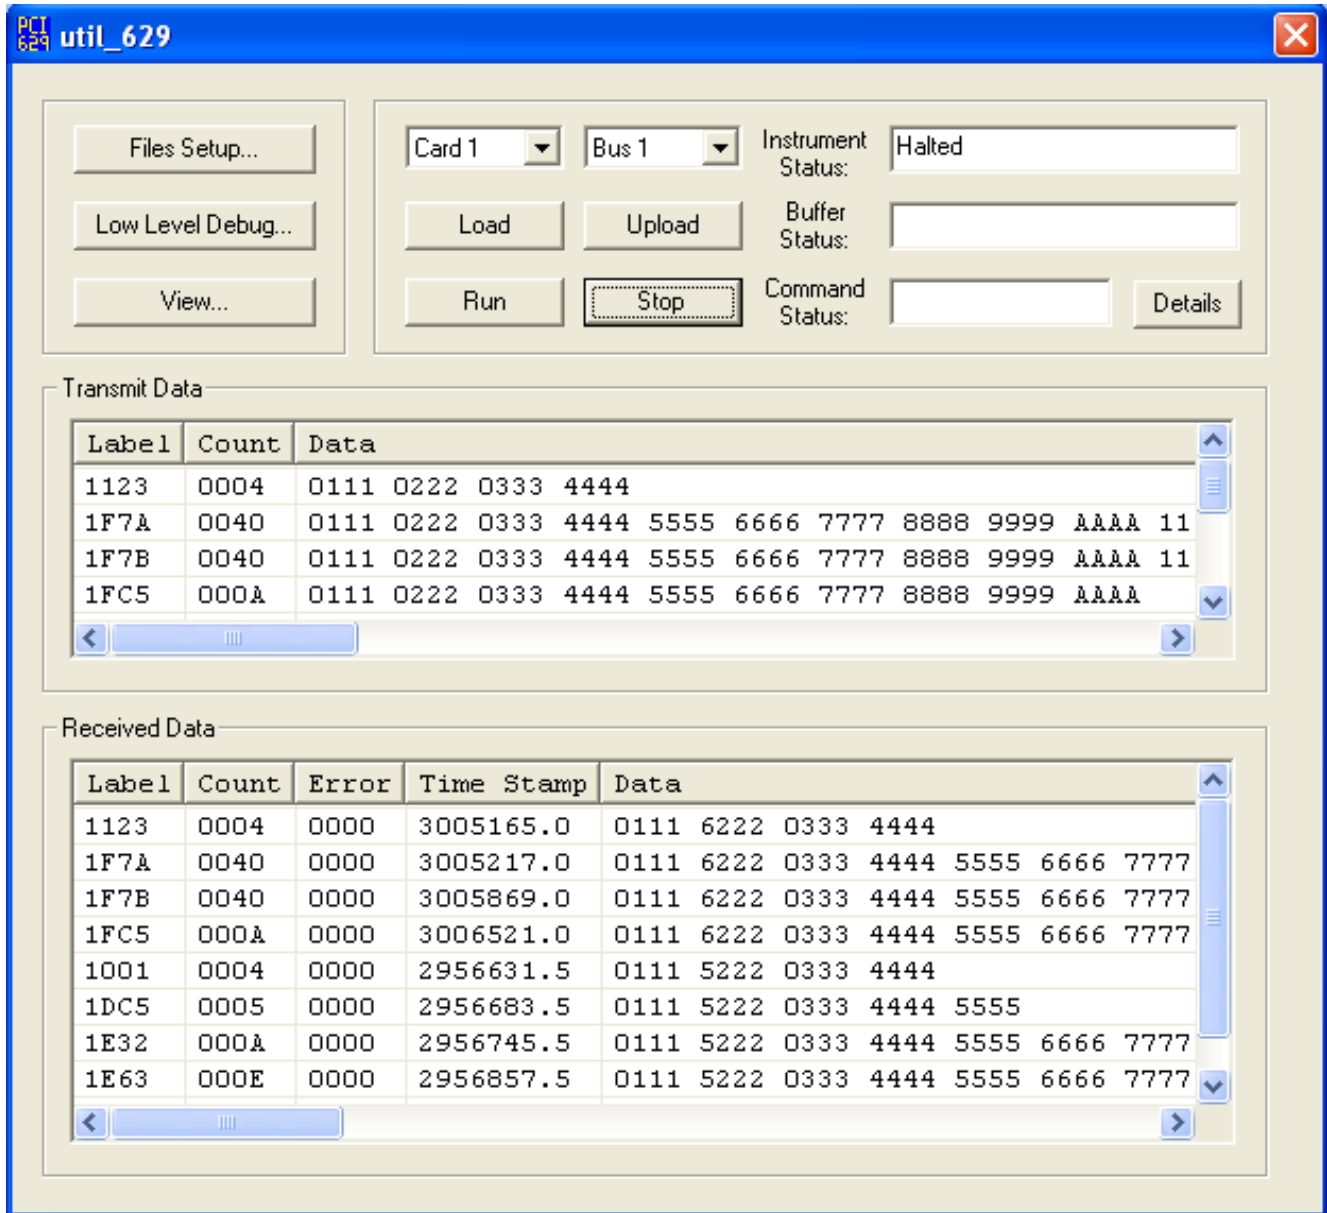 PCI 629 util_629
Files Setup...
Low Level Debug...
View...
Card 1 Bus 1 Instrument Status: Halted
Load Upload Buffer Status:
Run Stop Command Status: Details
Transmit Data
Label Count Data
1123 0004 0111 0222 0333 4444
1F7A 0040 0111 0222 0333 4444 5555 6666 7777 8888 9999 AAAA 11
1F7B 0040 0111 0222 0333 4444 5555 6666 7777 8888 9999 AAAA 11
1FC5 000A 0111 0222 0333 4444 5555 6666 7777 8888 9999 AAAA
Received Data
Label Count Error Time Stamp Data
1123 0004 0000 3005165.0 0111 6222 0333 4444
1F7A 0040 0000 3005217.0 0111 6222 0333 4444 5555 6666 7777
1F7B 0040 0000 3005869.0 0111 6222 0333 4444 5555 6666 7777
1FC5 000A 0000 3006521.0 0111 6222 0333 4444 5555 6666 7777
1001 0004 0000 2956631.5 0111 5222 0333 4444
1DC5 0005 0000 2956683.5 0111 5222 0333 4444 5555
1E32 000A 0000 2956745.5 0111 5222 0333 4444 5555 6666 7777
1E63 000E 0000 2956857.5 0111 5222 0333 4444 5555 6666 7777